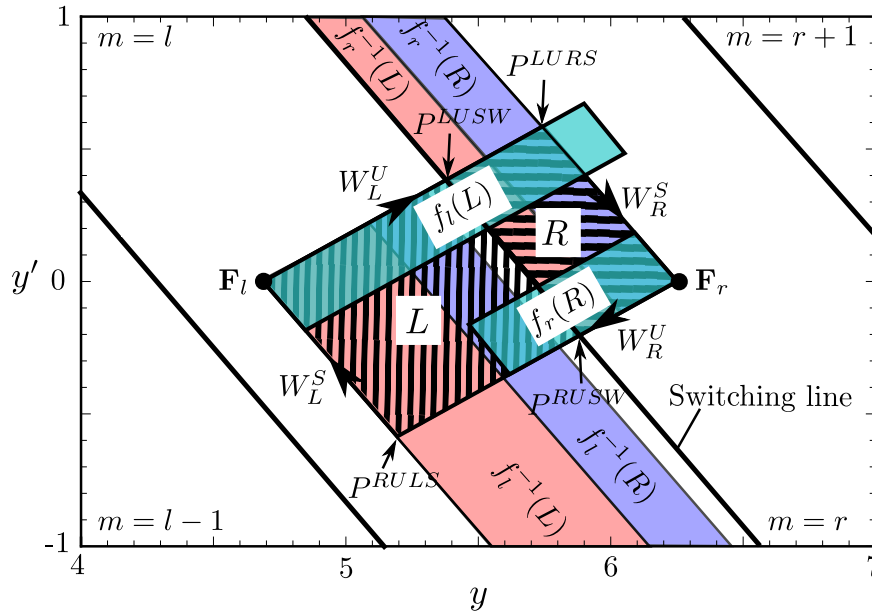 1
m = l
f_r^{-1}(L)
f_r^{-1}(R)
m = r + 1
P^{LURS}
P^{LUSW}
W_L^U
f_l(L)
W_R^S
R
y′ 0
F_l
F_r
L
f_r(R)
W_R^U
W_L^S
P^{RUSW}
Switching line
P^{RULS}
f_l^{-1}(L)
f_l^{-1}(R)
m = l − 1
m = r
-1
4 5 6 7
y